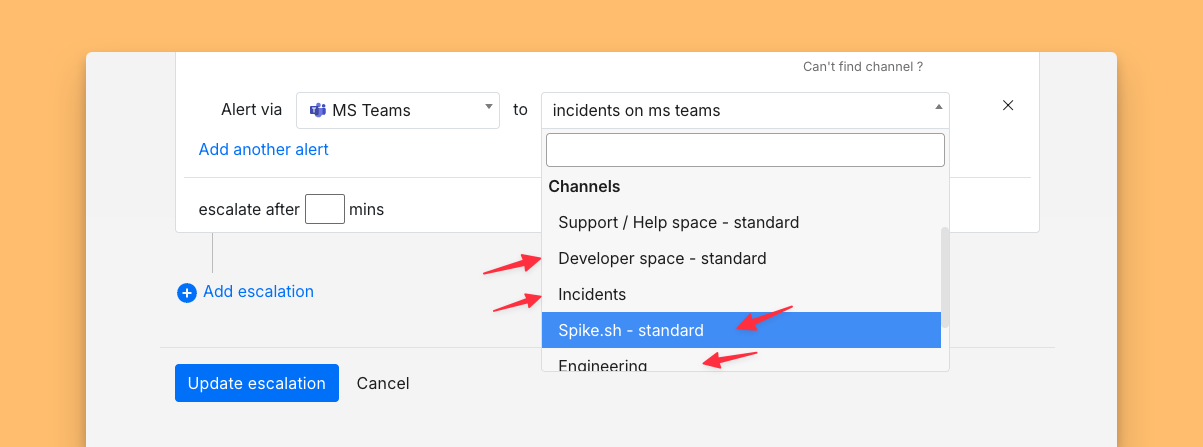 Can't find channel ?
Alert via MS Teams to incidents on ms teams
Add another alert
Channels
escalate after mins
Support / Help space - standard
Developer space - standard
Add escalation
Incidents
Spike.sh - standard
Engineering
Update escalation Cancel